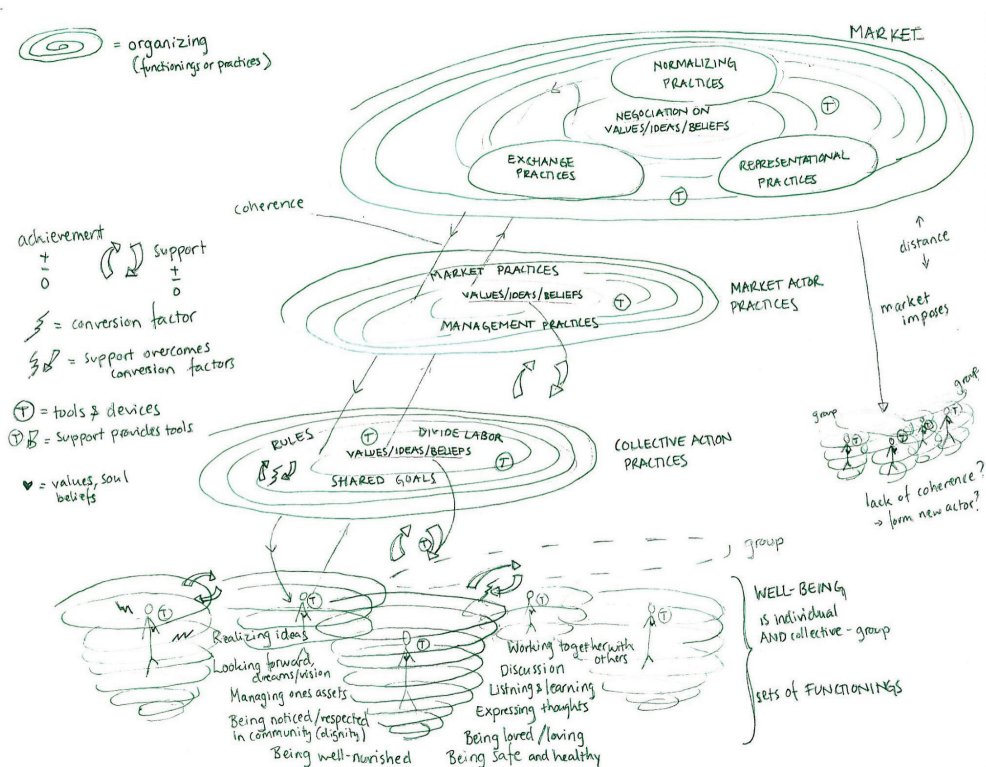 = organizing
(functionings or practices)
MARKET
NORMALIZING
PRACTICES
NEGOCIATION ON
VALUES/IDEAS/BELIEFS
T
EXCHANGE
PRACTICES
REPRESENTATIONAL
PRACTICES
T
coherence
achievement
+
-
0
support
+
-
0
= conversion factor
= support overcomes
conversion factors
T = tools & devices
T = support provides tools
♥ = values, soul
beliefs
MARKET PRACTICES
VALUES/IDEAS/BELIEFS
T
MANAGEMENT PRACTICES
MARKET ACTOR
PRACTICES
distance
market
imposes
group
group
T
T
T
T
lack of coherence?
→ form new actor?
RULES
T
DIVIDE LABOR
VALUES/IDEAS/BELIEFS
T
SHARED GOALS
COLLECTIVE ACTION
PRACTICES
T
group
T
T
T
T
T
Realizing ideas
Looking forward,
dreams/vision
Managing ones assets
Being noticed/respected
in community (dignity)
Being well-nurished
Working together with
others
Discussion
Listning & learning
Expressing thoughts
Being loved/loving
Being safe and healthy
WELL-BEING
is individual
AND collective-group
sets of FUNCTIONINGS